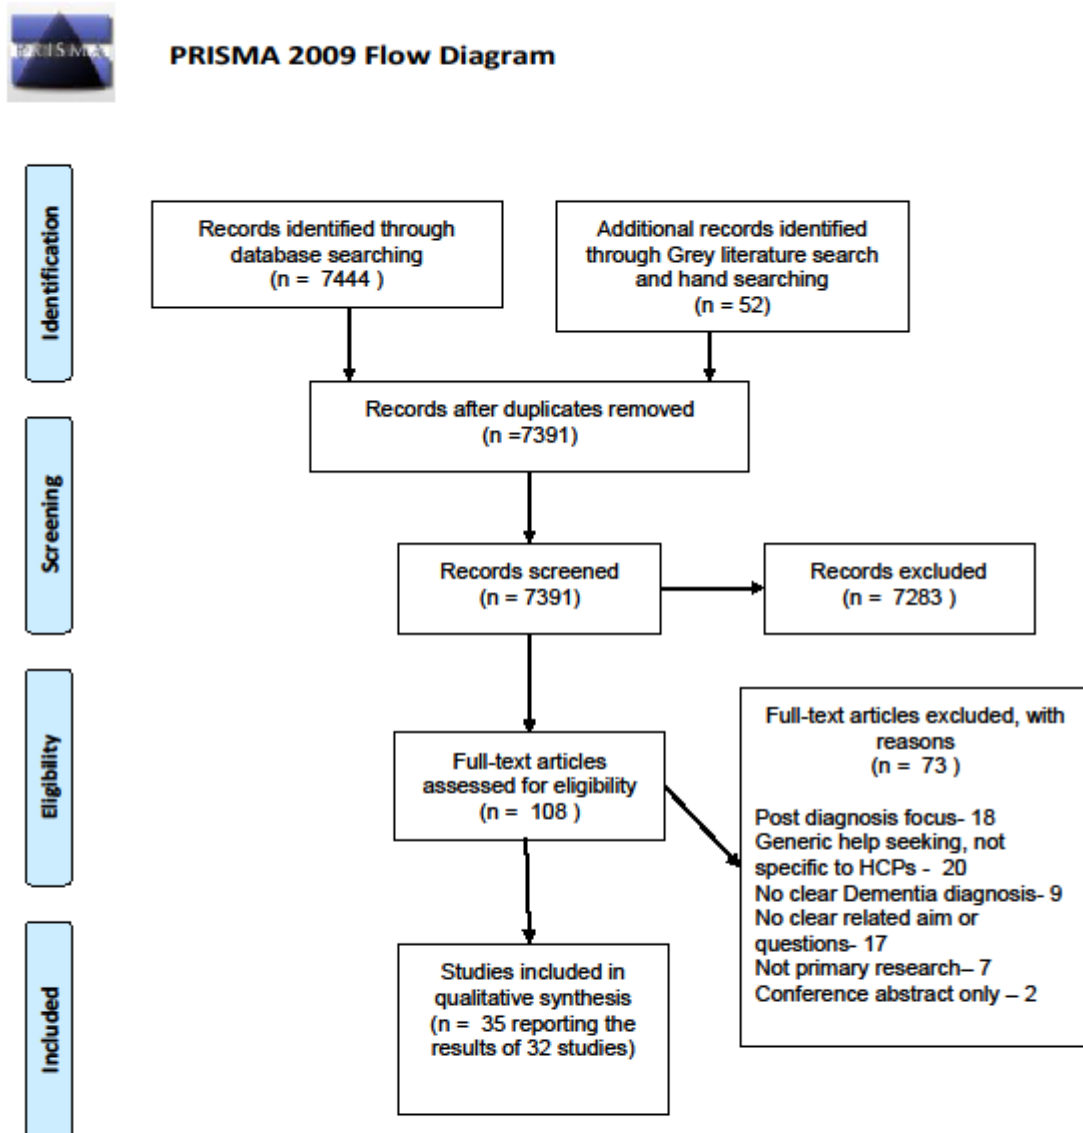 PRISMA
PRISMA 2009 Flow Diagram
Identification
Records identified through
database searching
(n = 7444 )
Additional records identified
through Grey literature search
and hand searching
(n = 52)
Records after duplicates removed
(n =7391)
Screening
Records screened
(n = 7391)
Records excluded
(n = 7283 )
Eligibility
Full-text articles
assessed for eligibility
(n = 108 )
Full-text articles excluded, with
reasons
(n = 73 )
Post diagnosis focus- 18
Generic help seeking, not
specific to HCPs - 20
No clear Dementia diagnosis- 9
No clear related aim or
questions- 17
Not primary research– 7
Conference abstract only – 2
Included
Studies included in
qualitative synthesis
(n = 35 reporting the
results of 32 studies)